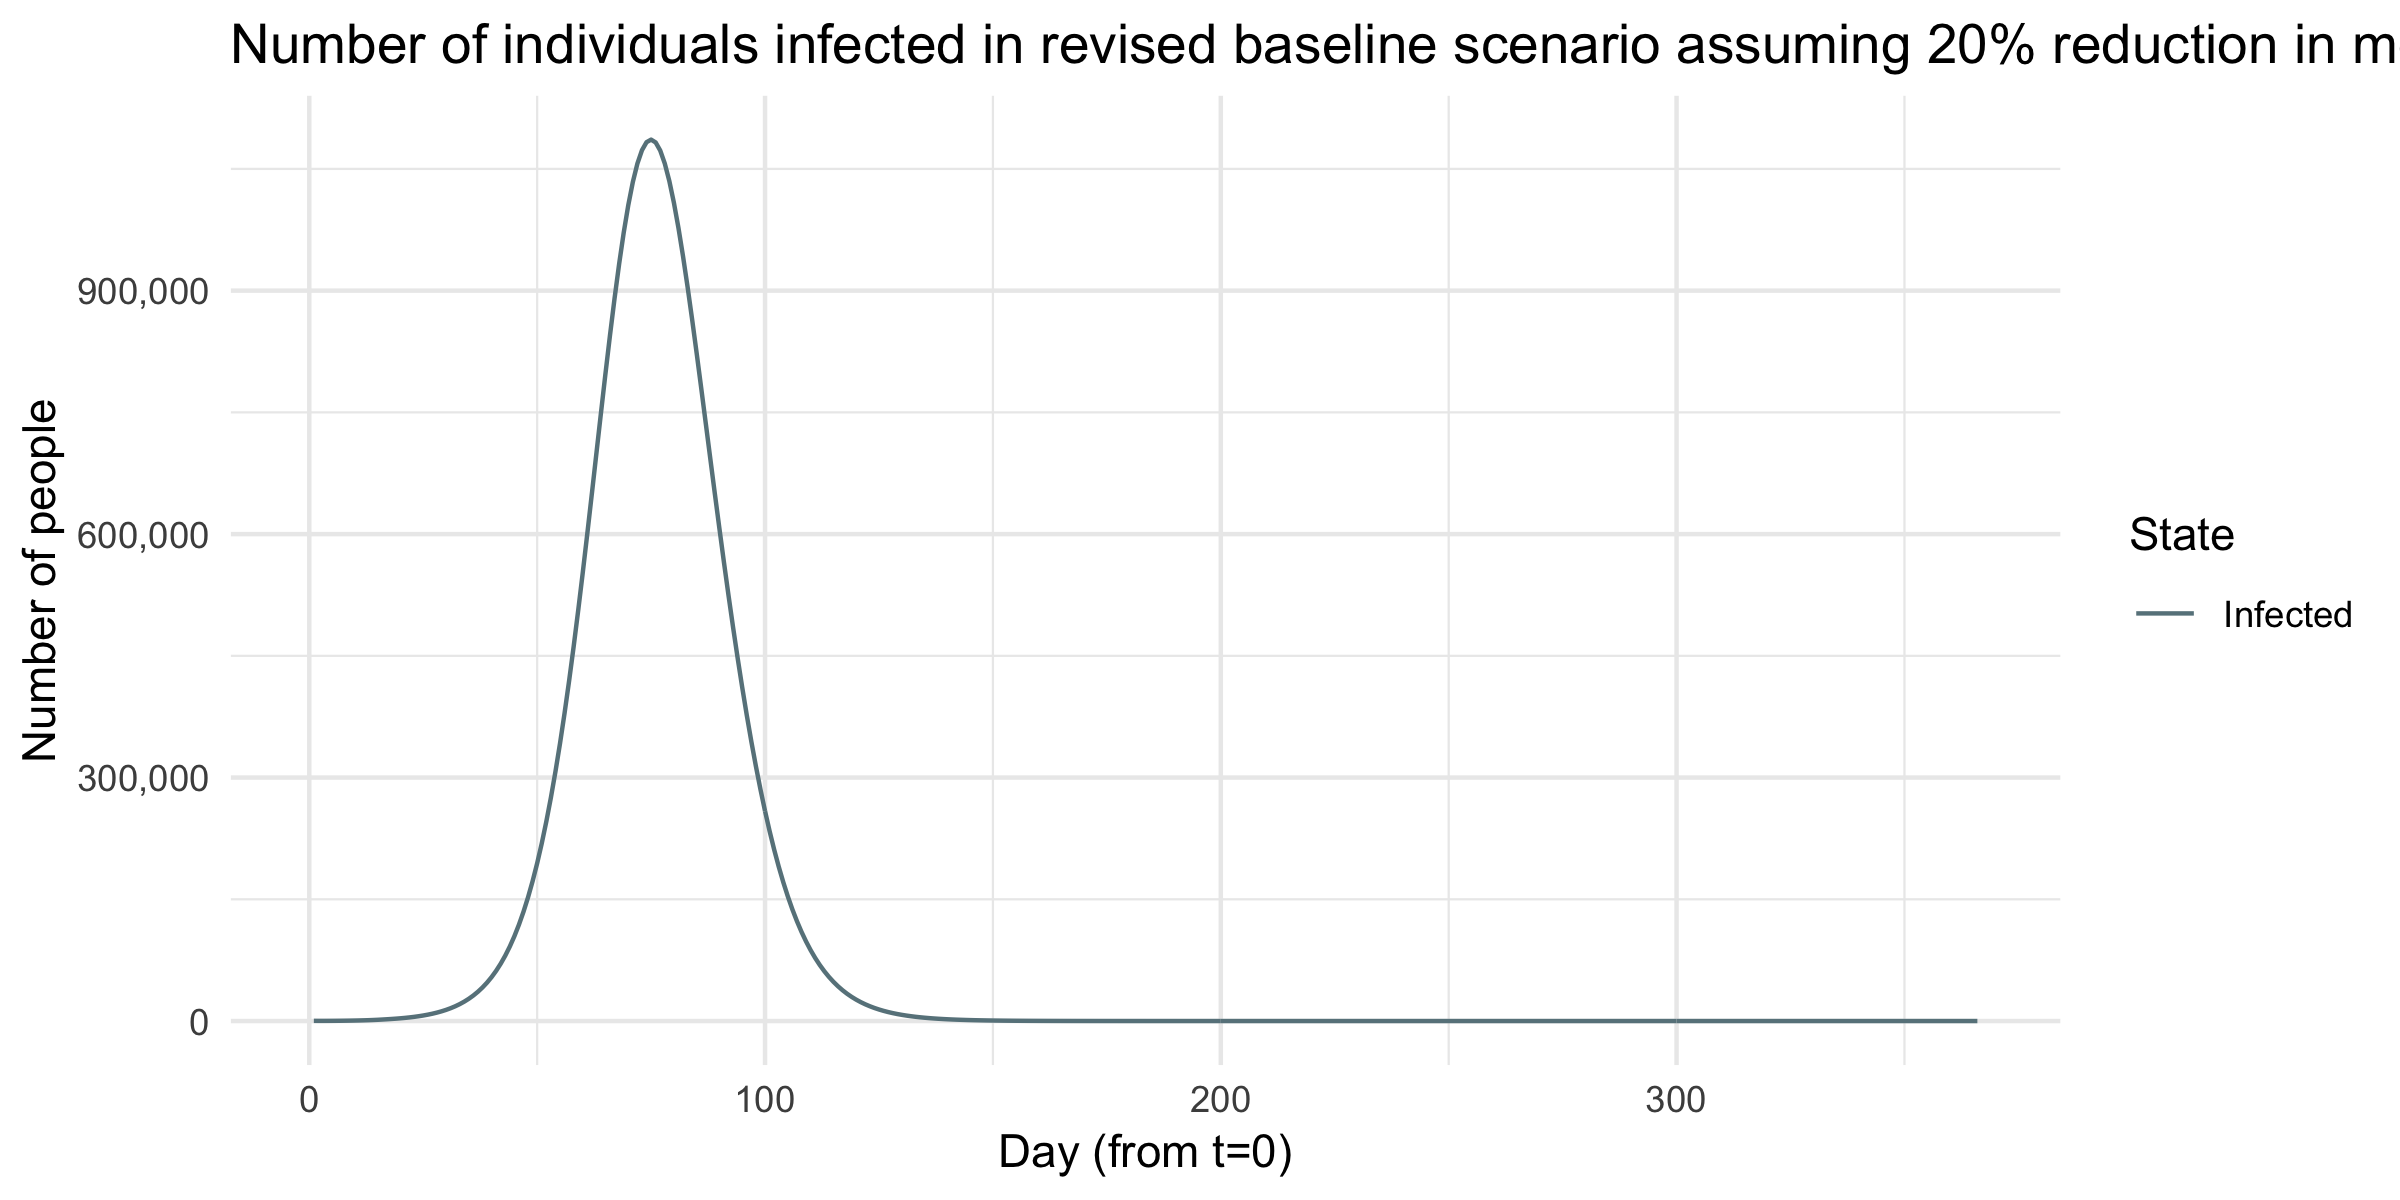 Number of individuals infected in revised baseline scenario assuming 20% reduction in
900,000
600,000
300,000
0
Number of people
0 100 200 300
Day (from t=0)
State
Infected